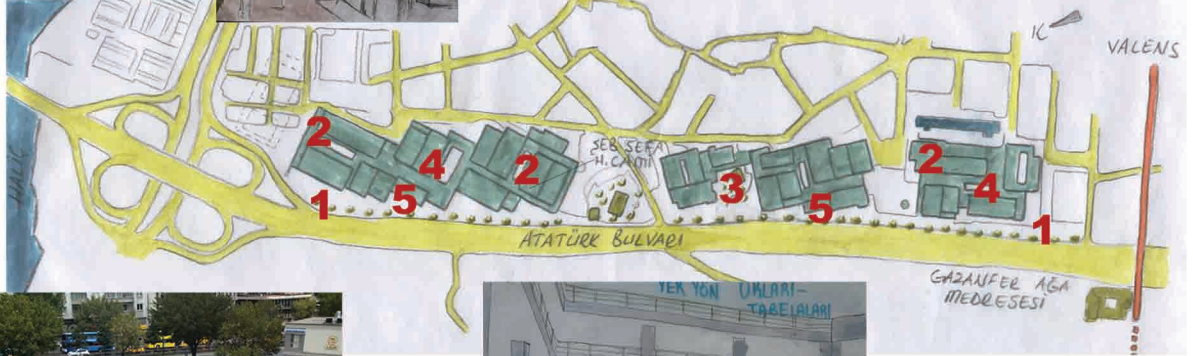 K
VALENS
HALİÇ
2
4
2
ŞEB SEFA
H. CAMİ
3
2
4
1
5
5
1
ATATÜRK BULVARI
GAZANFER AĞA
MEDRESESİ
YER YÖN OKLARI-
TABELALARI